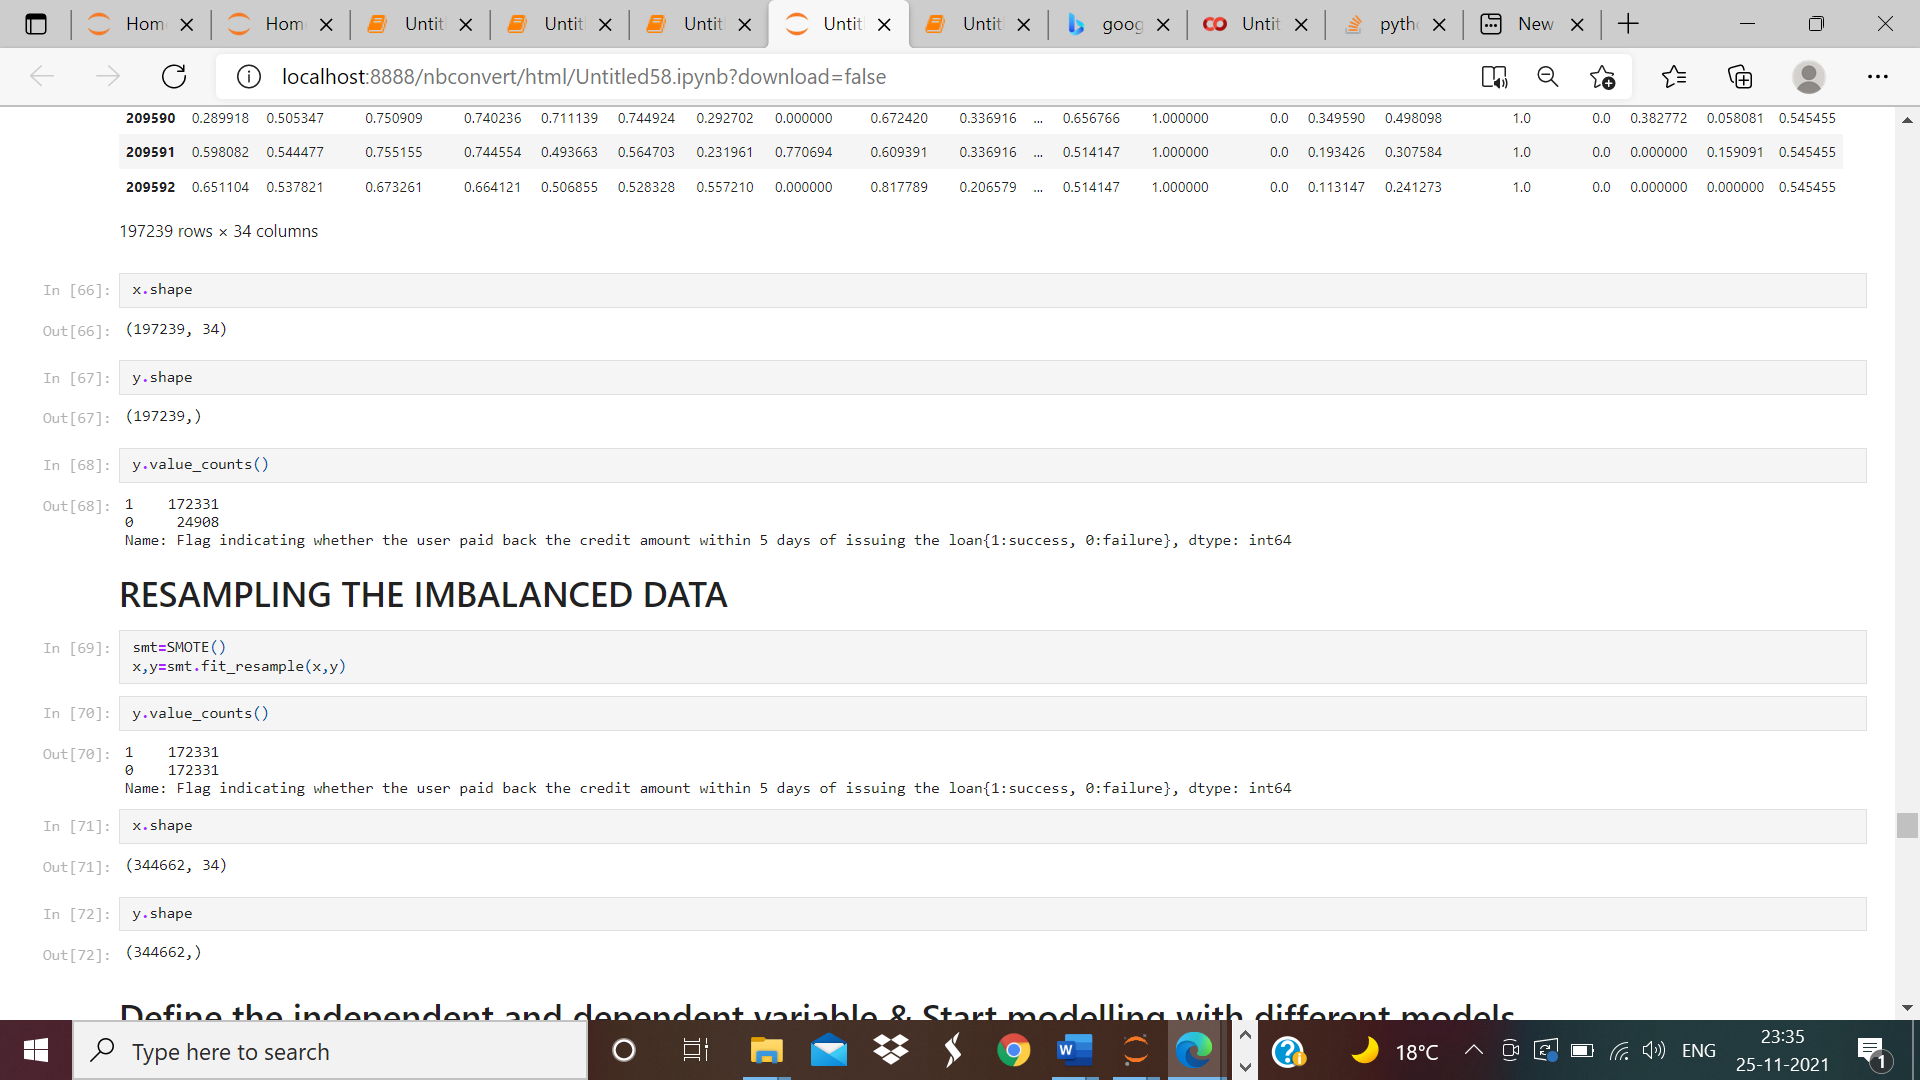 Hom Hom Untit Untit Untit Untit Untit goog Untit pyth New
localhost:8888/nbconvert/html/Untitled58.ipynb?download=false
209590 0.289918 0.505347 0.750909 0.740236 0.711139 0.744924 0.292702 0.000000 0.672420 0.336916 ... 0.656766 1.000000 0.0 0.349590 0.498098 1.0 0.0 0.382772 0.058081 0.545455
209591 0.598082 0.544477 0.755155 0.744554 0.493663 0.564703 0.231961 0.770694 0.609391 0.336916 ... 0.514147 1.000000 0.0 0.193426 0.307584 1.0 0.0 0.000000 0.159091 0.545455
209592 0.651104 0.537821 0.673261 0.664121 0.506855 0.528328 0.557210 0.000000 0.817789 0.206579 ... 0.514147 1.000000 0.0 0.113147 0.241273 1.0 0.0 0.000000 0.000000 0.545455
197239 rows × 34 columns
In [66]: x.shape
Out[66]: (197239, 34)
In [67]: y.shape
Out[67]: (197239,)
In [68]: y.value_counts()
Out[68]: 1 172331
0 24908
Name: Flag indicating whether the user paid back the credit amount within 5 days of issuing the loan{1:success, 0:failure}, dtype: int64
RESAMPLING THE IMBALANCED DATA
In [69]: smt=SMOTE()
x,y=smt.fit_resample(x,y)
In [70]: y.value_counts()
Out[70]: 1 172331
0 172331
Name: Flag indicating whether the user paid back the credit amount within 5 days of issuing the loan{1:success, 0:failure}, dtype: int64
In [71]: x.shape
Out[71]: (344662, 34)
In [72]: y.shape
Out[72]: (344662,)
Define the independent and dependent variable & Start modelling with different models
Type here to search
18°C
ENG
23:35
25-11-2021
1